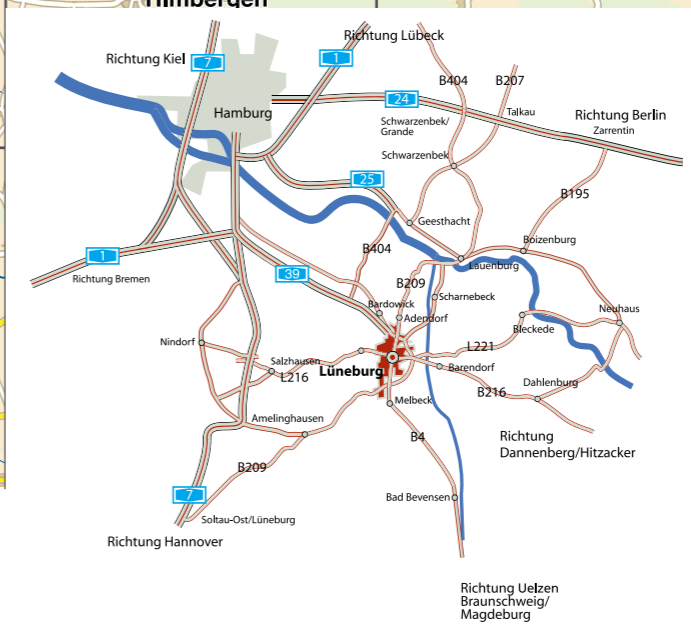 Himbergen
Richtung Lübeck
Richtung Kiel
7
1
B404
B207
24
Hamburg
Talkau
Richtung Berlin
Zarrentin
Schwarzenbek/
Grande
Schwarzenbek
25
B195
Geesthacht
B404
Boizenburg
1
Lauenburg
Richtung Bremen
39
B209
Scharnebeck
Bardowick
Adendorf
Neuhaus
Bleckede
Nindorf
L221
Salzhausen
Lüneburg
Barendorf
L216
B216
Dahlenburg
Melbeck
Amelinghausen
B4
Richtung
Dannenberg/Hitzacker
B209
7
Bad Bevensen
Soltau-Ost/Lüneburg
Richtung Hannover
Richtung Uelzen
Braunschweig/
Magdeburg